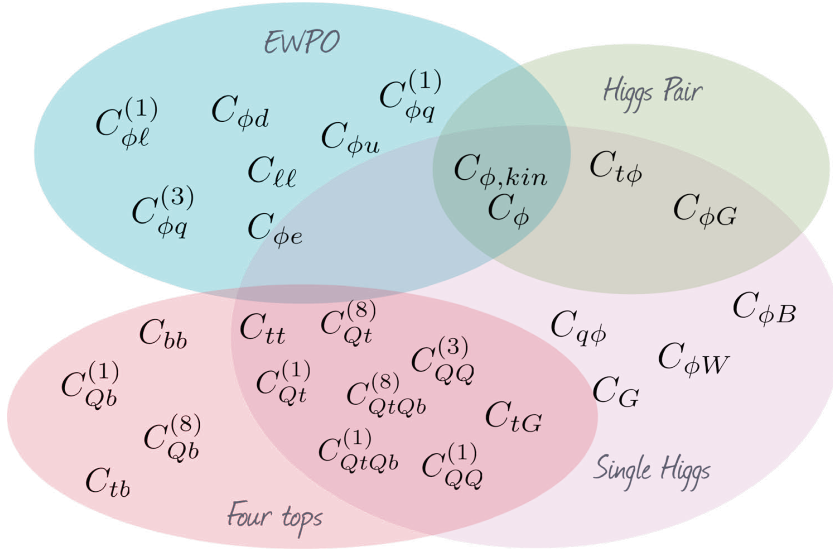 EWPO
Higgs Pair
C_{\phi\ell}^{(1)}
C_{\phi d}
C_{\phi q}^{(1)}
C_{\phi u}
C_{\ell\ell}
C_{\phi q}^{(3)}
C_{\phi e}
C_{\phi,kin}
C_{\phi}
C_{t\phi}
C_{\phi G}
C_{bb}
C_{tt}
C_{Qt}^{(8)}
C_{Qb}^{(1)}
C_{Qt}^{(1)}
C_{QQ}^{(3)}
C_{QtQb}^{(8)}
C_{Qb}^{(8)}
C_{tG}
C_{QtQb}^{(1)}
C_{QQ}^{(1)}
C_{tb}
C_{q\phi}
C_{\phi B}
C_{\phi W}
C_{G}
Single Higgs
Four tops